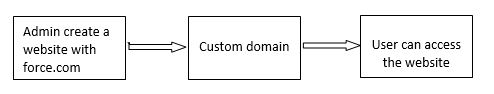 Admin create a
website with
force.com
Custom domain
User can access
the website